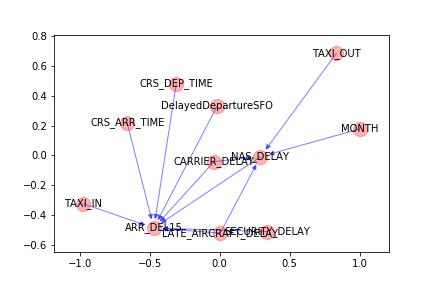 0.8
0.6
0.4
0.2
0.0
−0.2
−0.4
−0.6
TAXI_OUT
CRS_DEP_TIME
DelayedDepartureSFO
CRS_ARR_TIME
MONTH
CARRIER_DELAY
NAS_DELAY
TAXI_IN
ARR_DEL15
LATE_AIRCRAFT_DELAY
SECURITY_DELAY
−1.0
−0.5
0.0
0.5
1.0